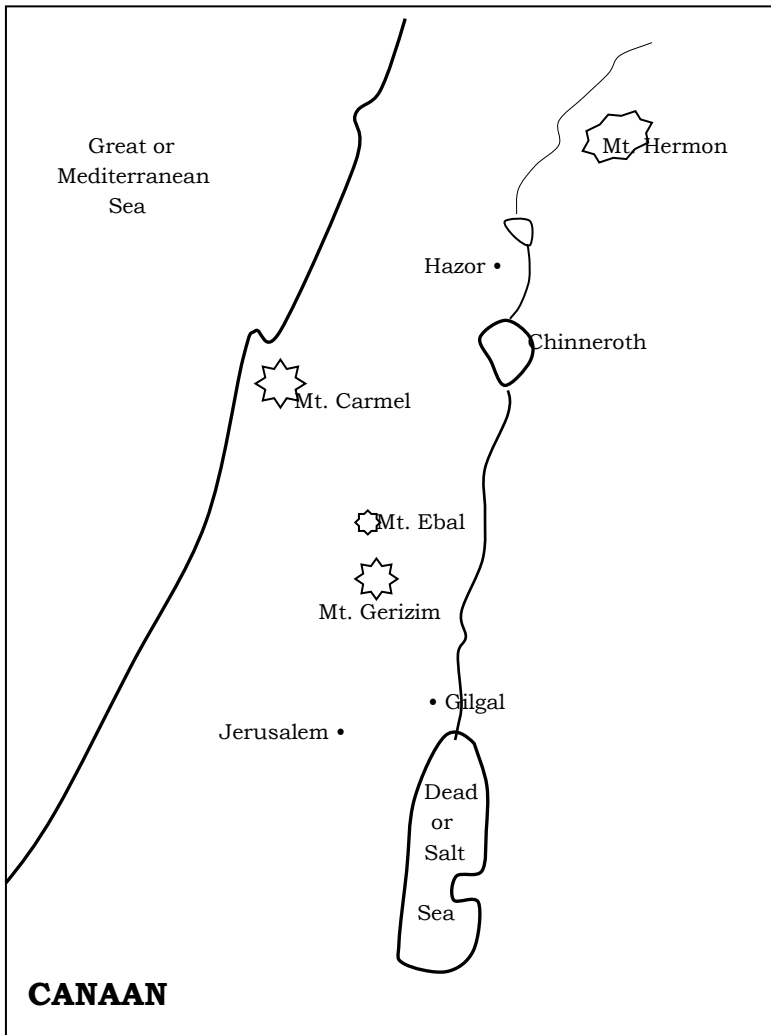 Great or
Mediterranean
Sea
Mt. Hermon
Hazor •
Chinneroth
Mt. Carmel
Mt. Ebal
Mt. Gerizim
• Gilgal
Jerusalem •
Dead
or
Salt
Sea
CANAAN